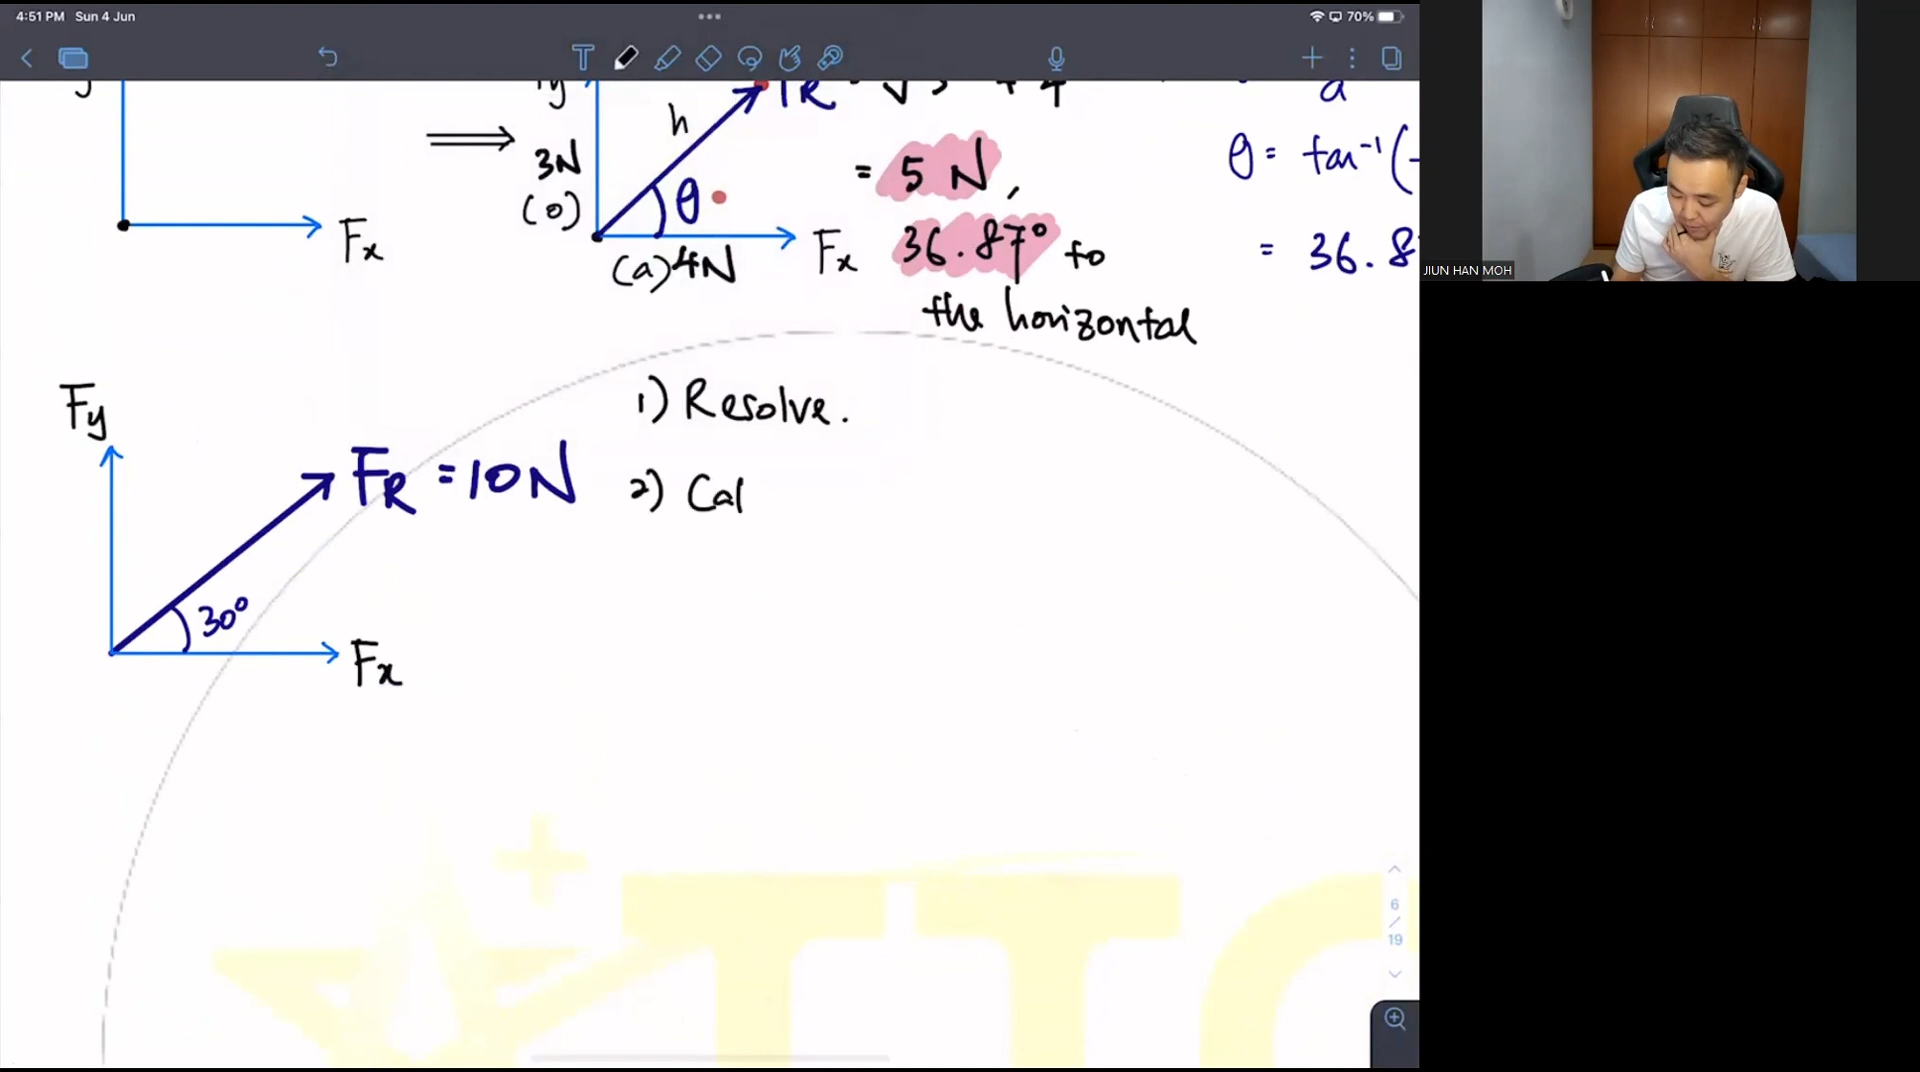 4:51 PM Sun 4 Jun
70%
T
h
3N
(o)
θ
(a) 4N
Fx
Fx
= 5 N,
36.87° to
the horizontal
a
θ = tan⁻¹(
= 36.8
JIUN HAN MOH
1) Resolve.
2) Cal
Fy
FR = 10N
30°
Fx
6
/
19
TTC